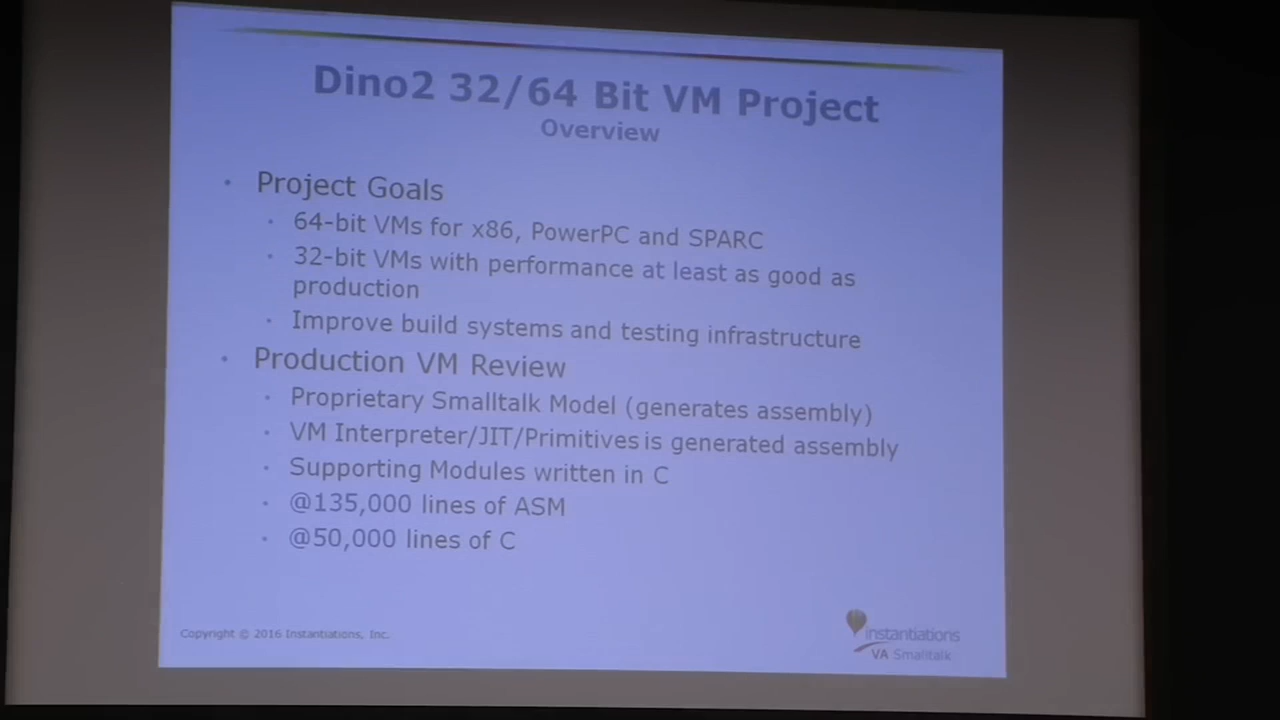 Dino2 32/64 Bit VM Project
Overview
• Project Goals
• 64-bit VMs for x86, PowerPC and SPARC
• 32-bit VMs with performance at least as good as
production
• Improve build systems and testing infrastructure
• Production VM Review
• Proprietary Smalltalk Model (generates assembly)
• VM Interpreter/JIT/Primitives is generated assembly
• Supporting Modules written in C
• @135,000 lines of ASM
• @50,000 lines of C
Copyright © 2016 Instantiations, Inc.
instantiations
VA Smalltalk